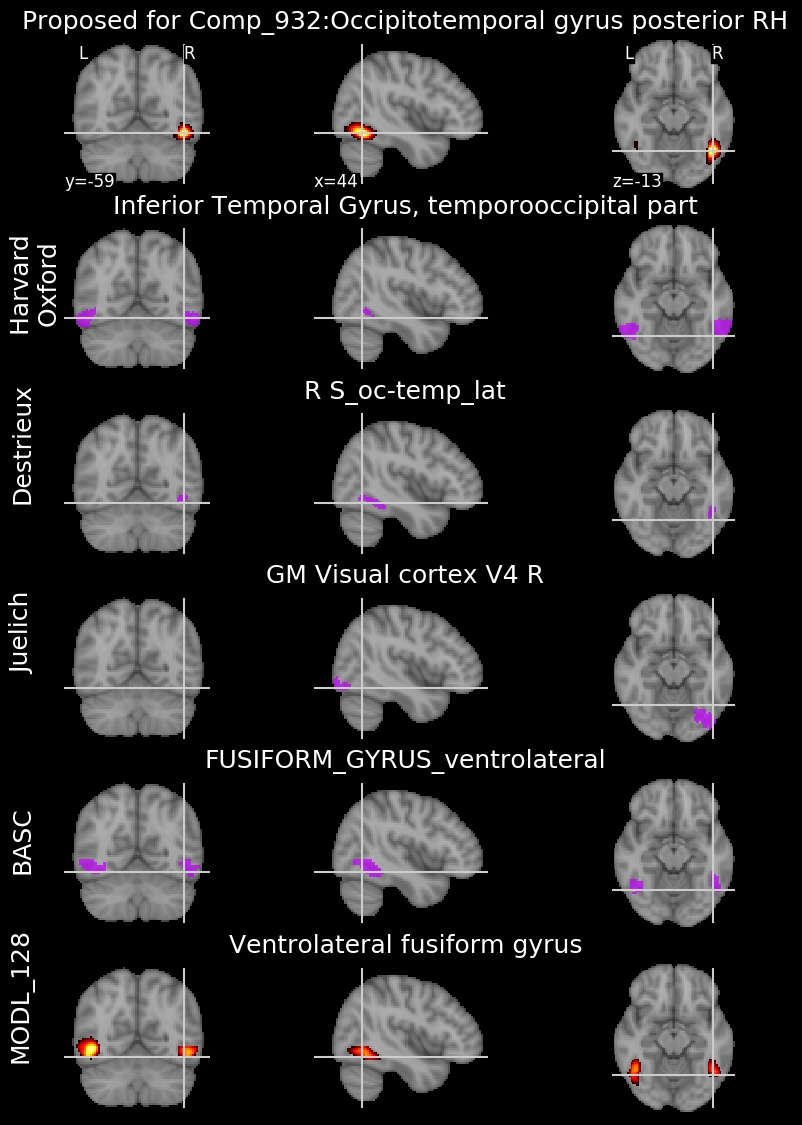 Proposed for Comp_932:Occipitotemporal gyrus posterior RH
L R L R
y=-59 x=44 z=-13
Inferior Temporal Gyrus, temporooccipital part
Harvard
Oxford
R S_oc-temp_lat
Destrieux
GM Visual cortex V4 R
Juelich
FUSIFORM_GYRUS_ventrolateral
BASC
Ventrolateral fusiform gyrus
MODL_128